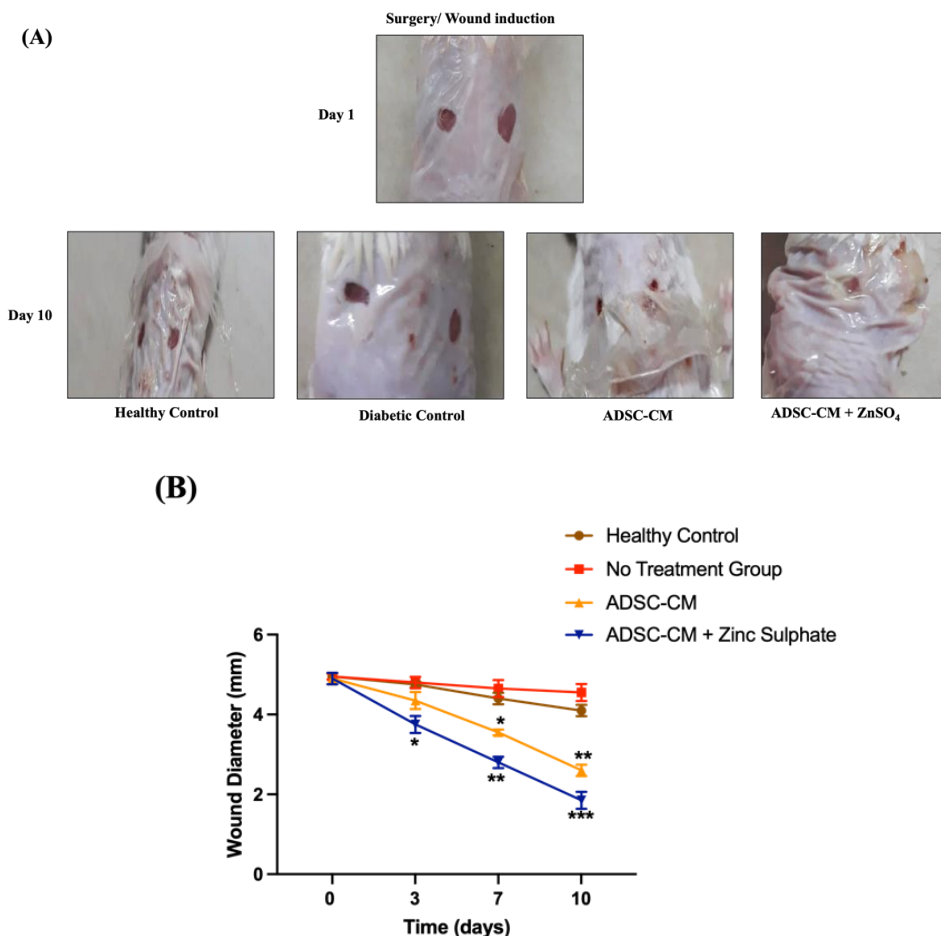 Surgery/ Wound induction
(A)
Day 1
Day 10
Healthy Control
Diabetic Control
ADSC-CM
ADSC-CM + ZnSO₄
(B)
Healthy Control
No Treatment Group
ADSC-CM
ADSC-CM + Zinc Sulphate
Wound Diameter (mm)
6
4
2
0
*
*
**
**
***
0
3
7
10
Time (days)